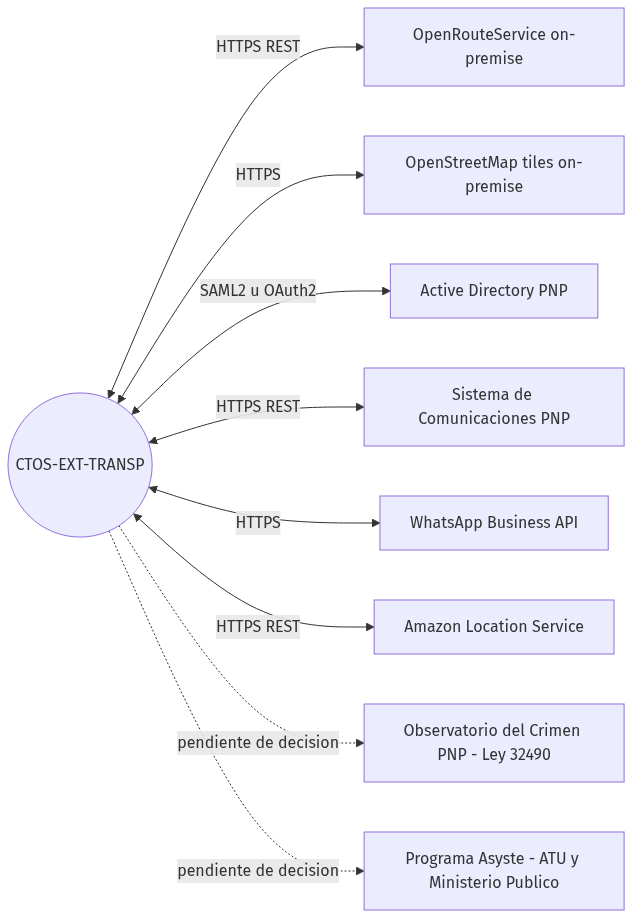 HTTPS REST
OpenRouteService on-
premise
HTTPS
OpenStreetMap tiles on-
premise
SAML2 u OAuth2
Active Directory PNP
HTTPS REST
Sistema de
Comunicaciones PNP
CTOS-EXT-TRANSP
HTTPS
WhatsApp Business API
HTTPS REST
Amazon Location Service
pendiente de decision
Observatorio del Crimen
PNP - Ley 32490
pendiente de decision
Programa Asyste - ATU y
Ministerio Publico